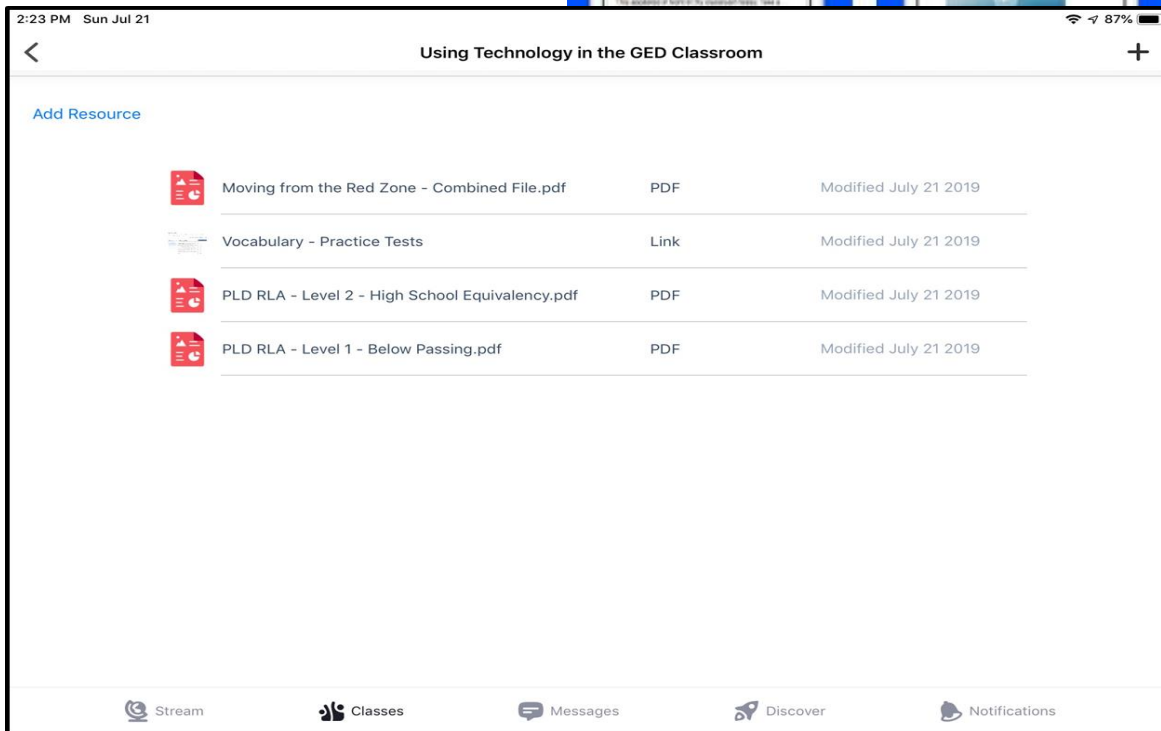 2:23 PM Sun Jul 21 87%
Using Technology in the GED Classroom
Add Resource
Moving from the Red Zone - Combined File.pdf PDF Modified July 21 2019
Vocabulary - Practice Tests Link Modified July 21 2019
PLD RLA - Level 2 - High School Equivalency.pdf PDF Modified July 21 2019
PLD RLA - Level 1 - Below Passing.pdf PDF Modified July 21 2019
Stream Classes Messages Discover Notifications